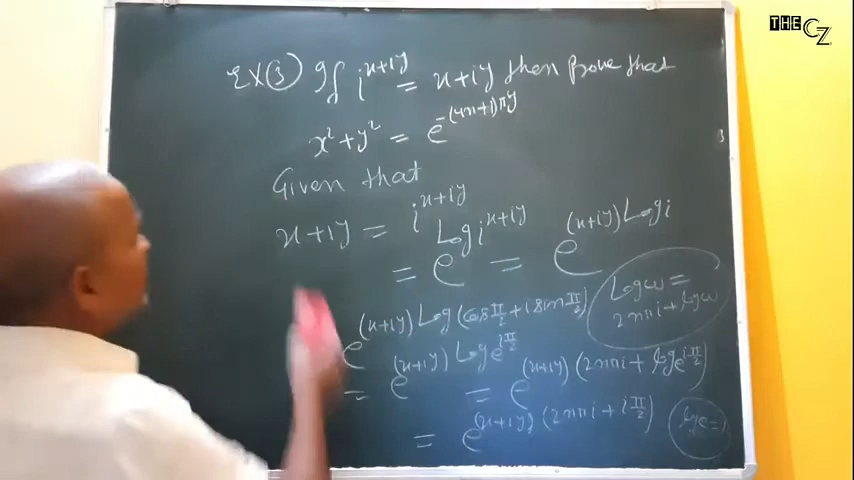 THE CZ
EX(3) If i^{x+iy} = x+iy then prove that
x²+y² = e^{-(4n+1)πy}
Given that
x+iy = i^{x+iy}
= e^{Log i^{x+iy}} = e^{(x+iy)Log i}
Log w =
2nπi + log w
e^{(x+iy) Log(cos π/2 + i sin π/2)}
= e^{(x+iy) Log e^{iπ/2}} = e^{(x+iy)(2nπi + log e^{iπ/2})}
= e^{(x+iy)(2nπi + iπ/2)} log e = 1